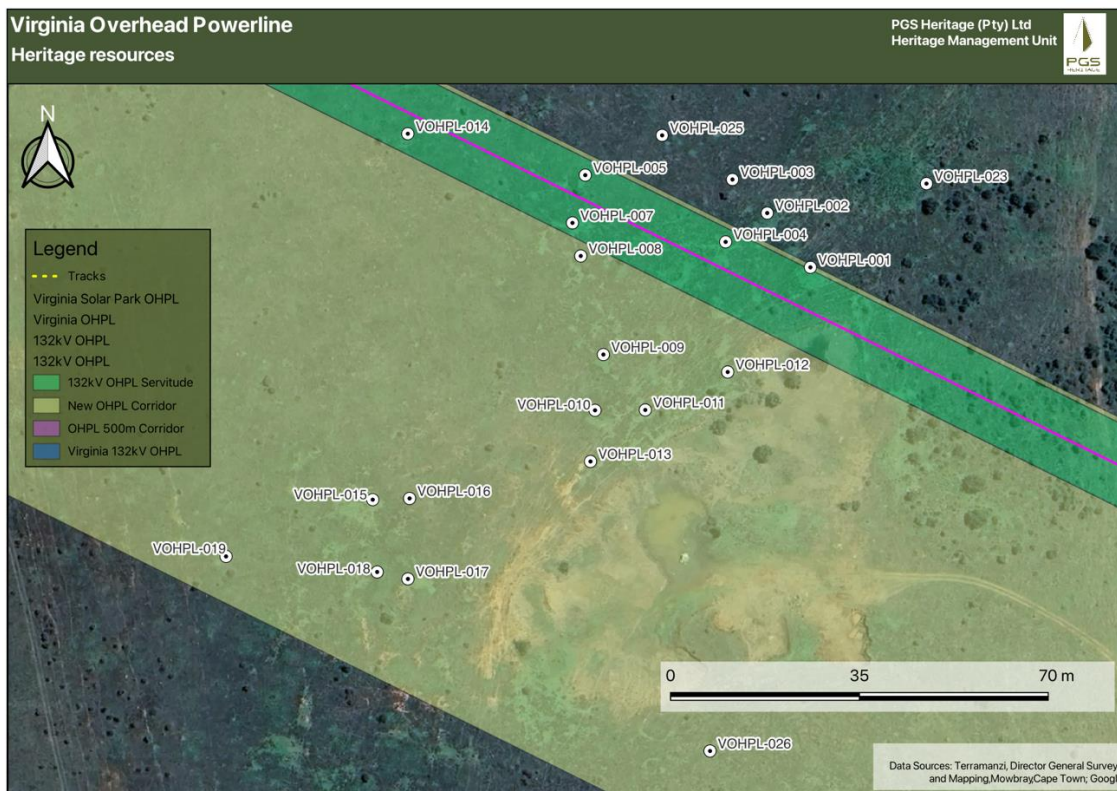 Virginia Overhead Powerline
Heritage resources
PGS Heritage (Pty) Ltd
Heritage Management Unit
PGS
HERITAGE
N
VOHPL-014
VOHPL-025
VOHPL-005
VOHPL-003
VOHPL-023
VOHPL-002
VOHPL-007
VOHPL-004
VOHPL-008
VOHPL-001
Legend
Tracks
Virginia Solar Park OHPL
Virginia OHPL
132kV OHPL
132kV OHPL
132kV OHPL Servitude
New OHPL Corridor
OHPL 500m Corridor
Virginia 132kV OHPL
VOHPL-009
VOHPL-012
VOHPL-010
VOHPL-011
VOHPL-013
VOHPL-015
VOHPL-016
VOHPL-019
VOHPL-018
VOHPL-017
0 35 70 m
VOHPL-026
Data Sources: Terramanzi, Director General Survey
and Mapping,Mowbray,Cape Town; Googl